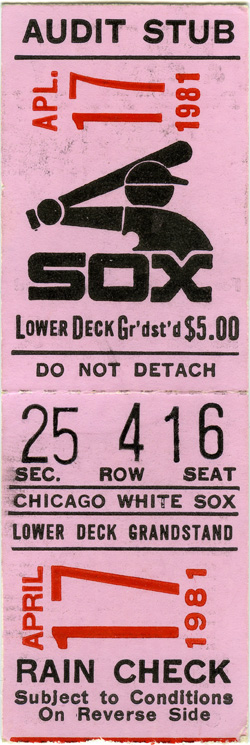 AUDIT STUB
APL. 17 1981
SOX
LOWER DECK Gr'dst'd $5.00
DO NOT DETACH
25 4 16
SEC. ROW SEAT
CHICAGO WHITE SOX
LOWER DECK GRANDSTAND
APRIL 17 1981
RAIN CHECK
Subject to Conditions
On Reverse Side